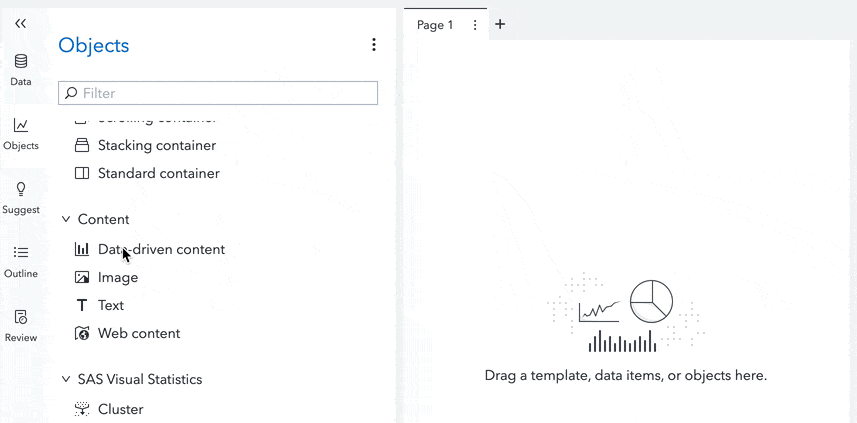 Objects
Page 1
Filter
Data
Objects
Suggest
Outline
Review
Scrolling container
Stacking container
Standard container
Content
Data-driven content
Image
Text
Web content
SAS Visual Statistics
Cluster
Drag a template, data items, or objects here.